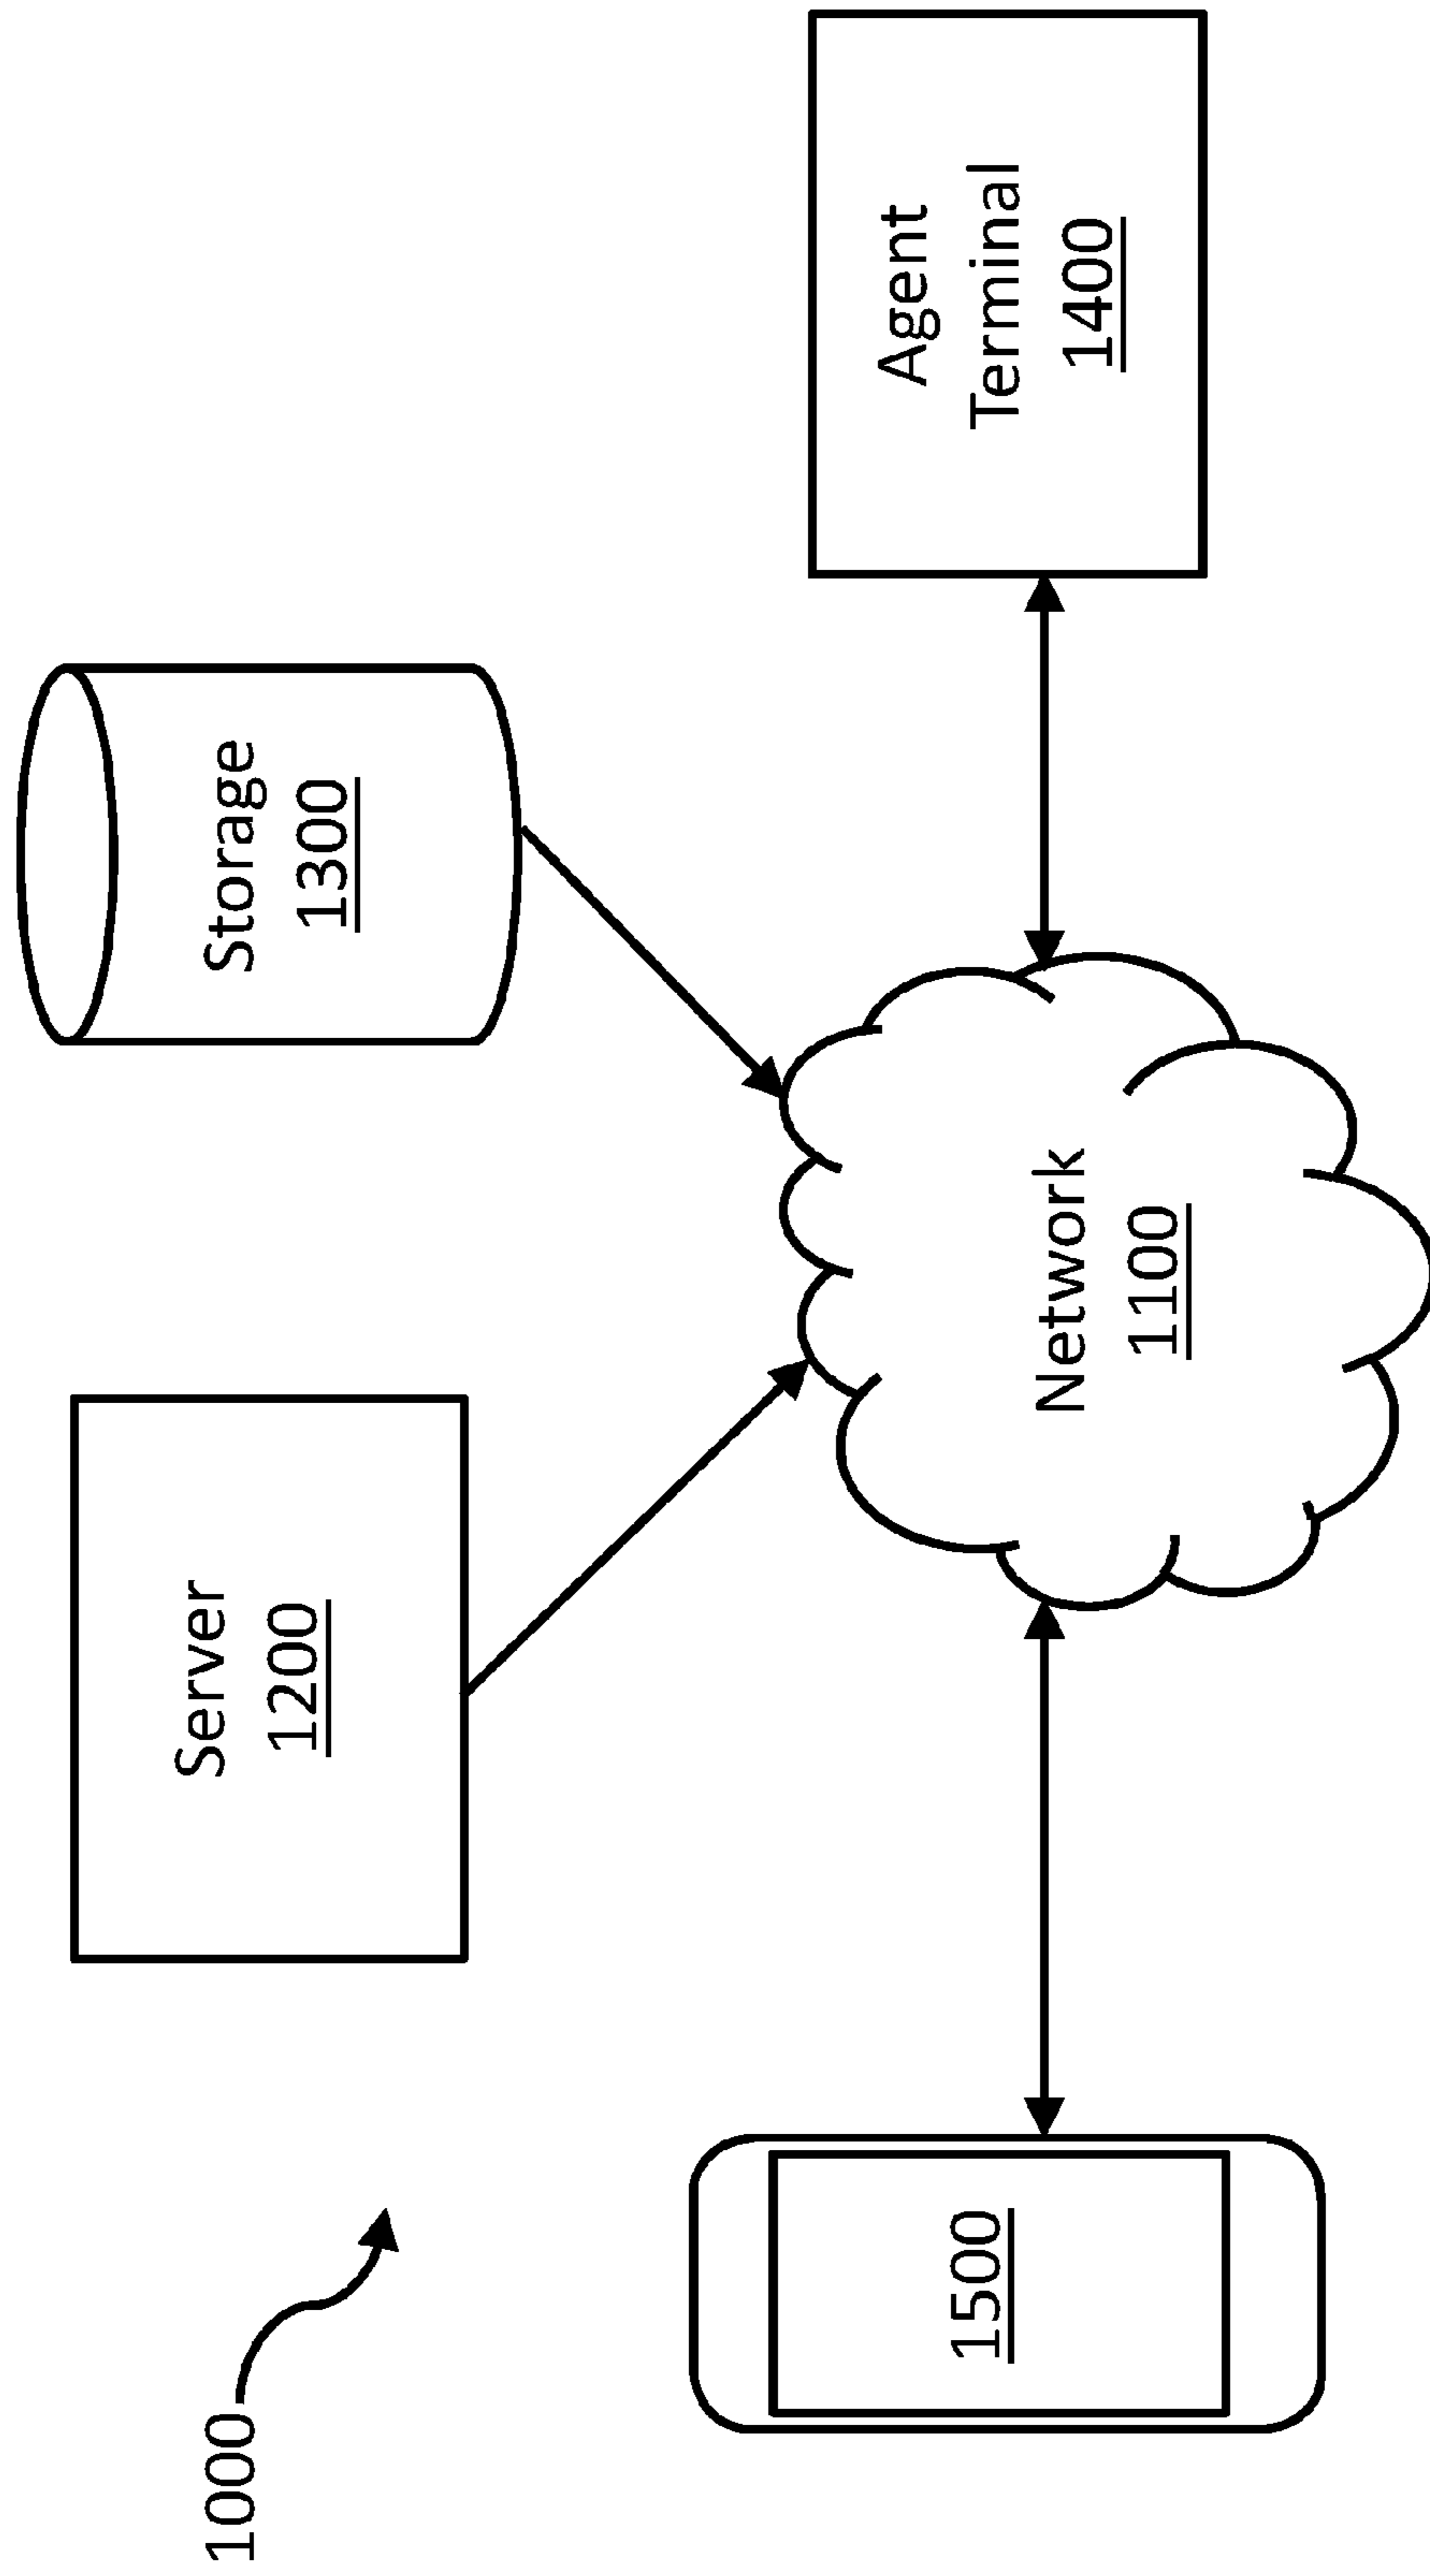 1000
Server
1200
Storage
1300
1500
Network
1100
Agent
Terminal
1400